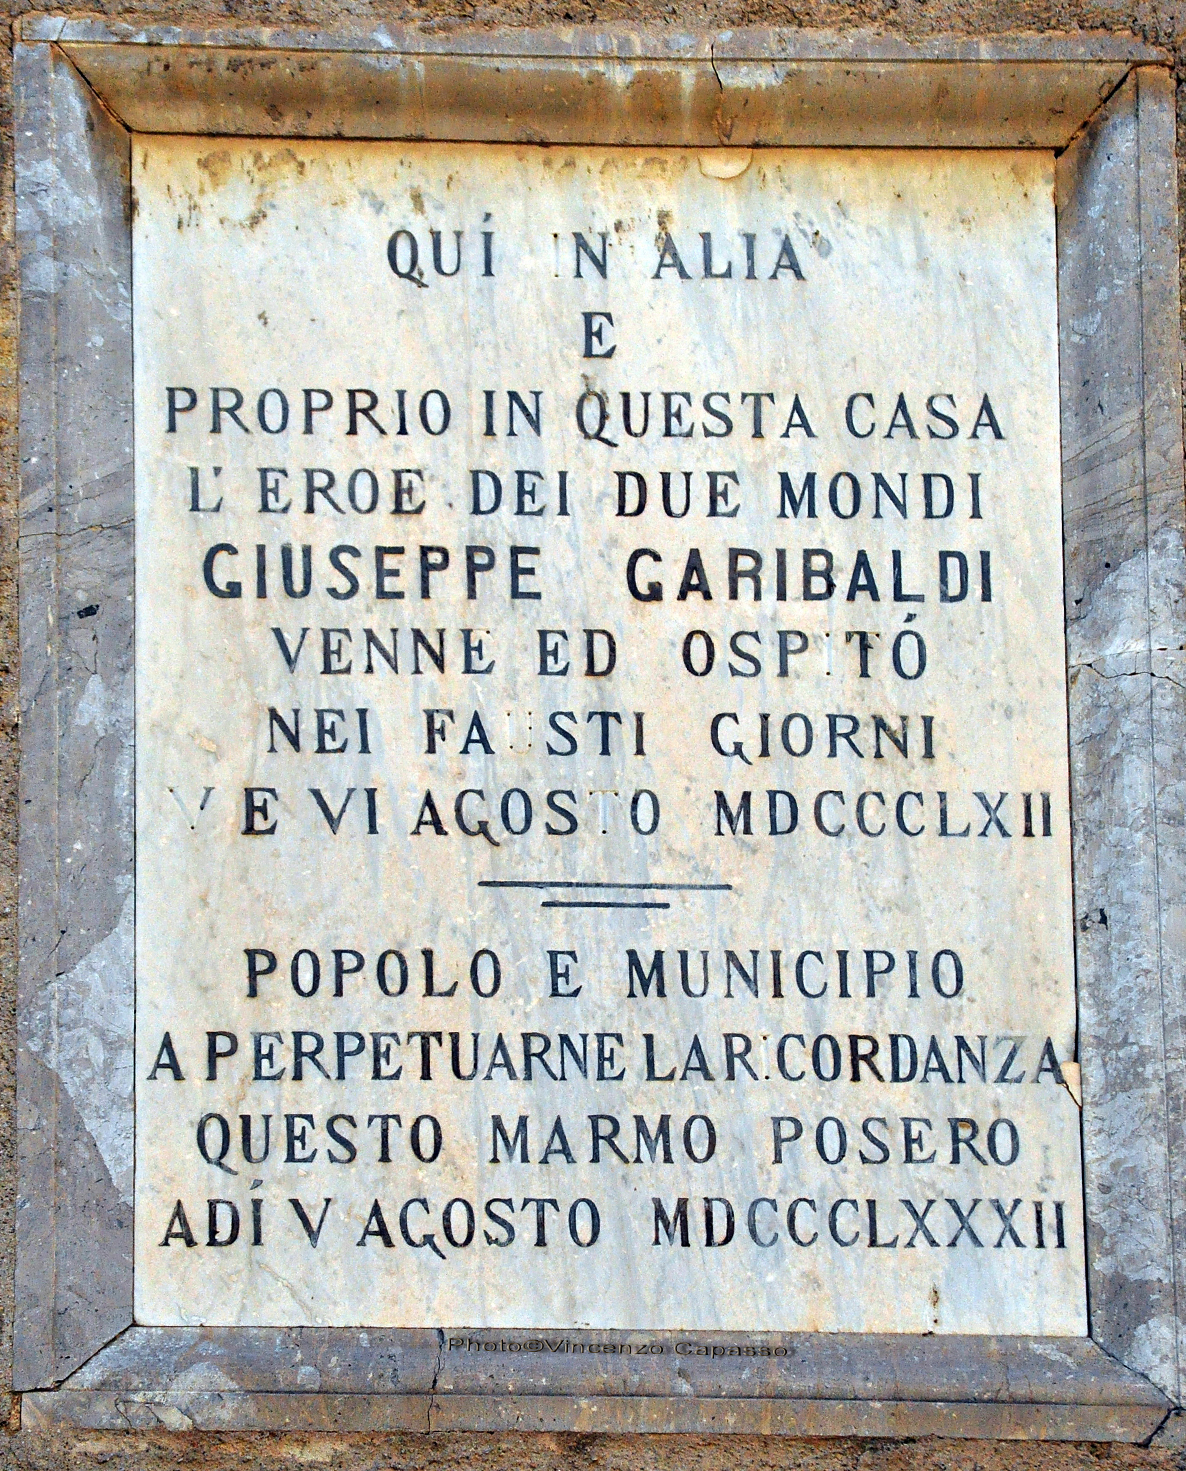 QUÍ IN ALIA
E
PROPRIO IN QUESTA CASA
L'EROE DEI DUE MONDI
GIUSEPPE GARIBALDI
VENNE ED OSPITÓ
NEI FAUSTI GIORNI
V E VI AGOSTO MDCCCLXII
POPOLO E MUNICIPIO
A PERPETUARNE LA RICORDANZA
QUESTO MARMO POSERO
ADÍ V AGOSTO MDCCCLXXXII
Photo©Vincenzo Capasso